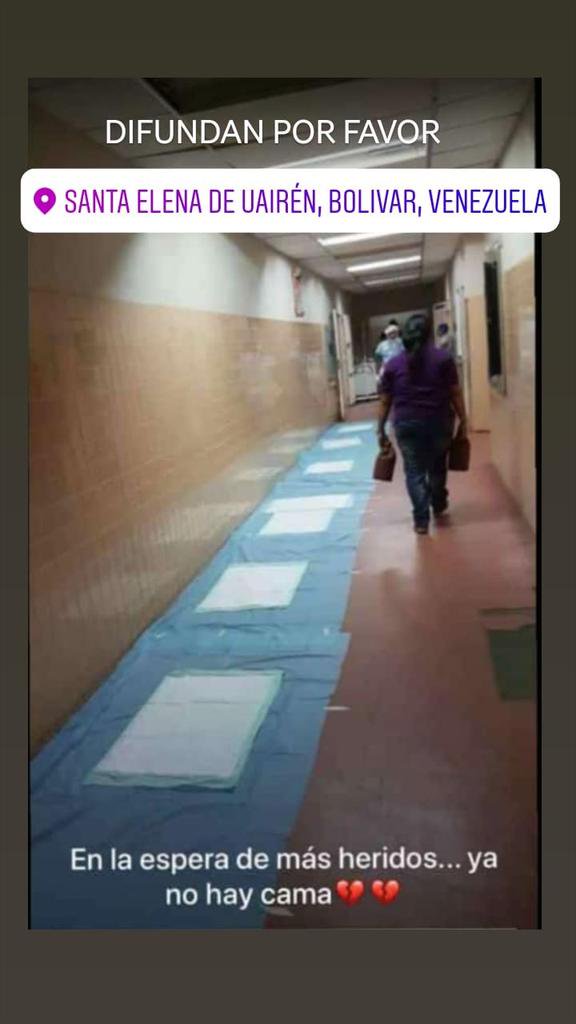 DIFUNDAN POR FAVOR
SANTA ELENA DE UAIRÉN, BOLIVAR, VENEZUELA
En la espera de más heridos... ya
no hay cama💔💔